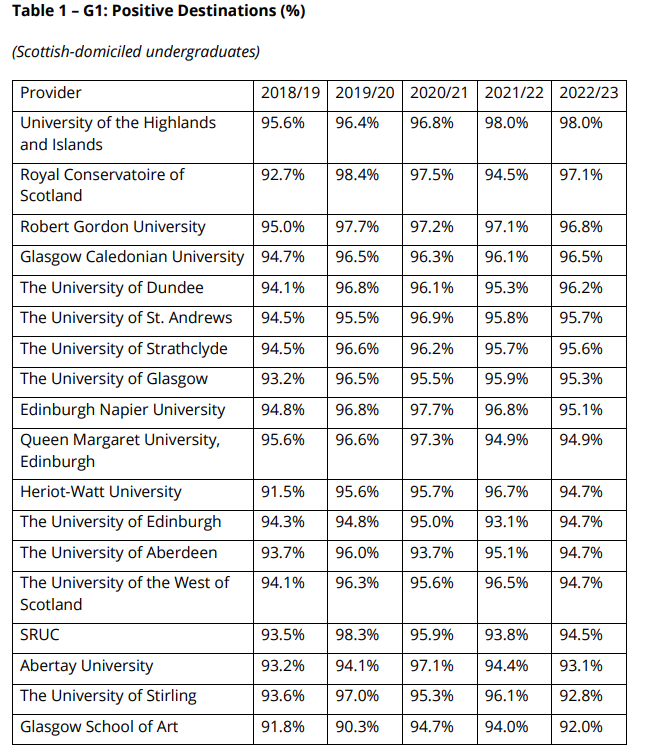 Table 1 – G1: Positive Destinations (%)
(Scottish-domiciled undergraduates)
Provider 2018/19 2019/20 2020/21 2021/22 2022/23
University of the Highlands 95.6% 96.4% 96.8% 98.0% 98.0%
and Islands
Royal Conservatoire of 92.7% 98.4% 97.5% 94.5% 97.1%
Scotland
Robert Gordon University 95.0% 97.7% 97.2% 97.1% 96.8%
Glasgow Caledonian University 94.7% 96.5% 96.3% 96.1% 96.5%
The University of Dundee 94.1% 96.8% 96.1% 95.3% 96.2%
The University of St. Andrews 94.5% 95.5% 96.9% 95.8% 95.7%
The University of Strathclyde 94.5% 96.6% 96.2% 95.7% 95.6%
The University of Glasgow 93.2% 96.5% 95.5% 95.9% 95.3%
Edinburgh Napier University 94.8% 96.8% 97.7% 96.8% 95.1%
Queen Margaret University, 95.6% 96.6% 97.3% 94.9% 94.9%
Edinburgh
Heriot-Watt University 91.5% 95.6% 95.7% 96.7% 94.7%
The University of Edinburgh 94.3% 94.8% 95.0% 93.1% 94.7%
The University of Aberdeen 93.7% 96.0% 93.7% 95.1% 94.7%
The University of the West of 94.1% 96.3% 95.6% 96.5% 94.7%
Scotland
SRUC 93.5% 98.3% 95.9% 93.8% 94.5%
Abertay University 93.2% 94.1% 97.1% 94.4% 93.1%
The University of Stirling 93.6% 97.0% 95.3% 96.1% 92.8%
Glasgow School of Art 91.8% 90.3% 94.7% 94.0% 92.0%